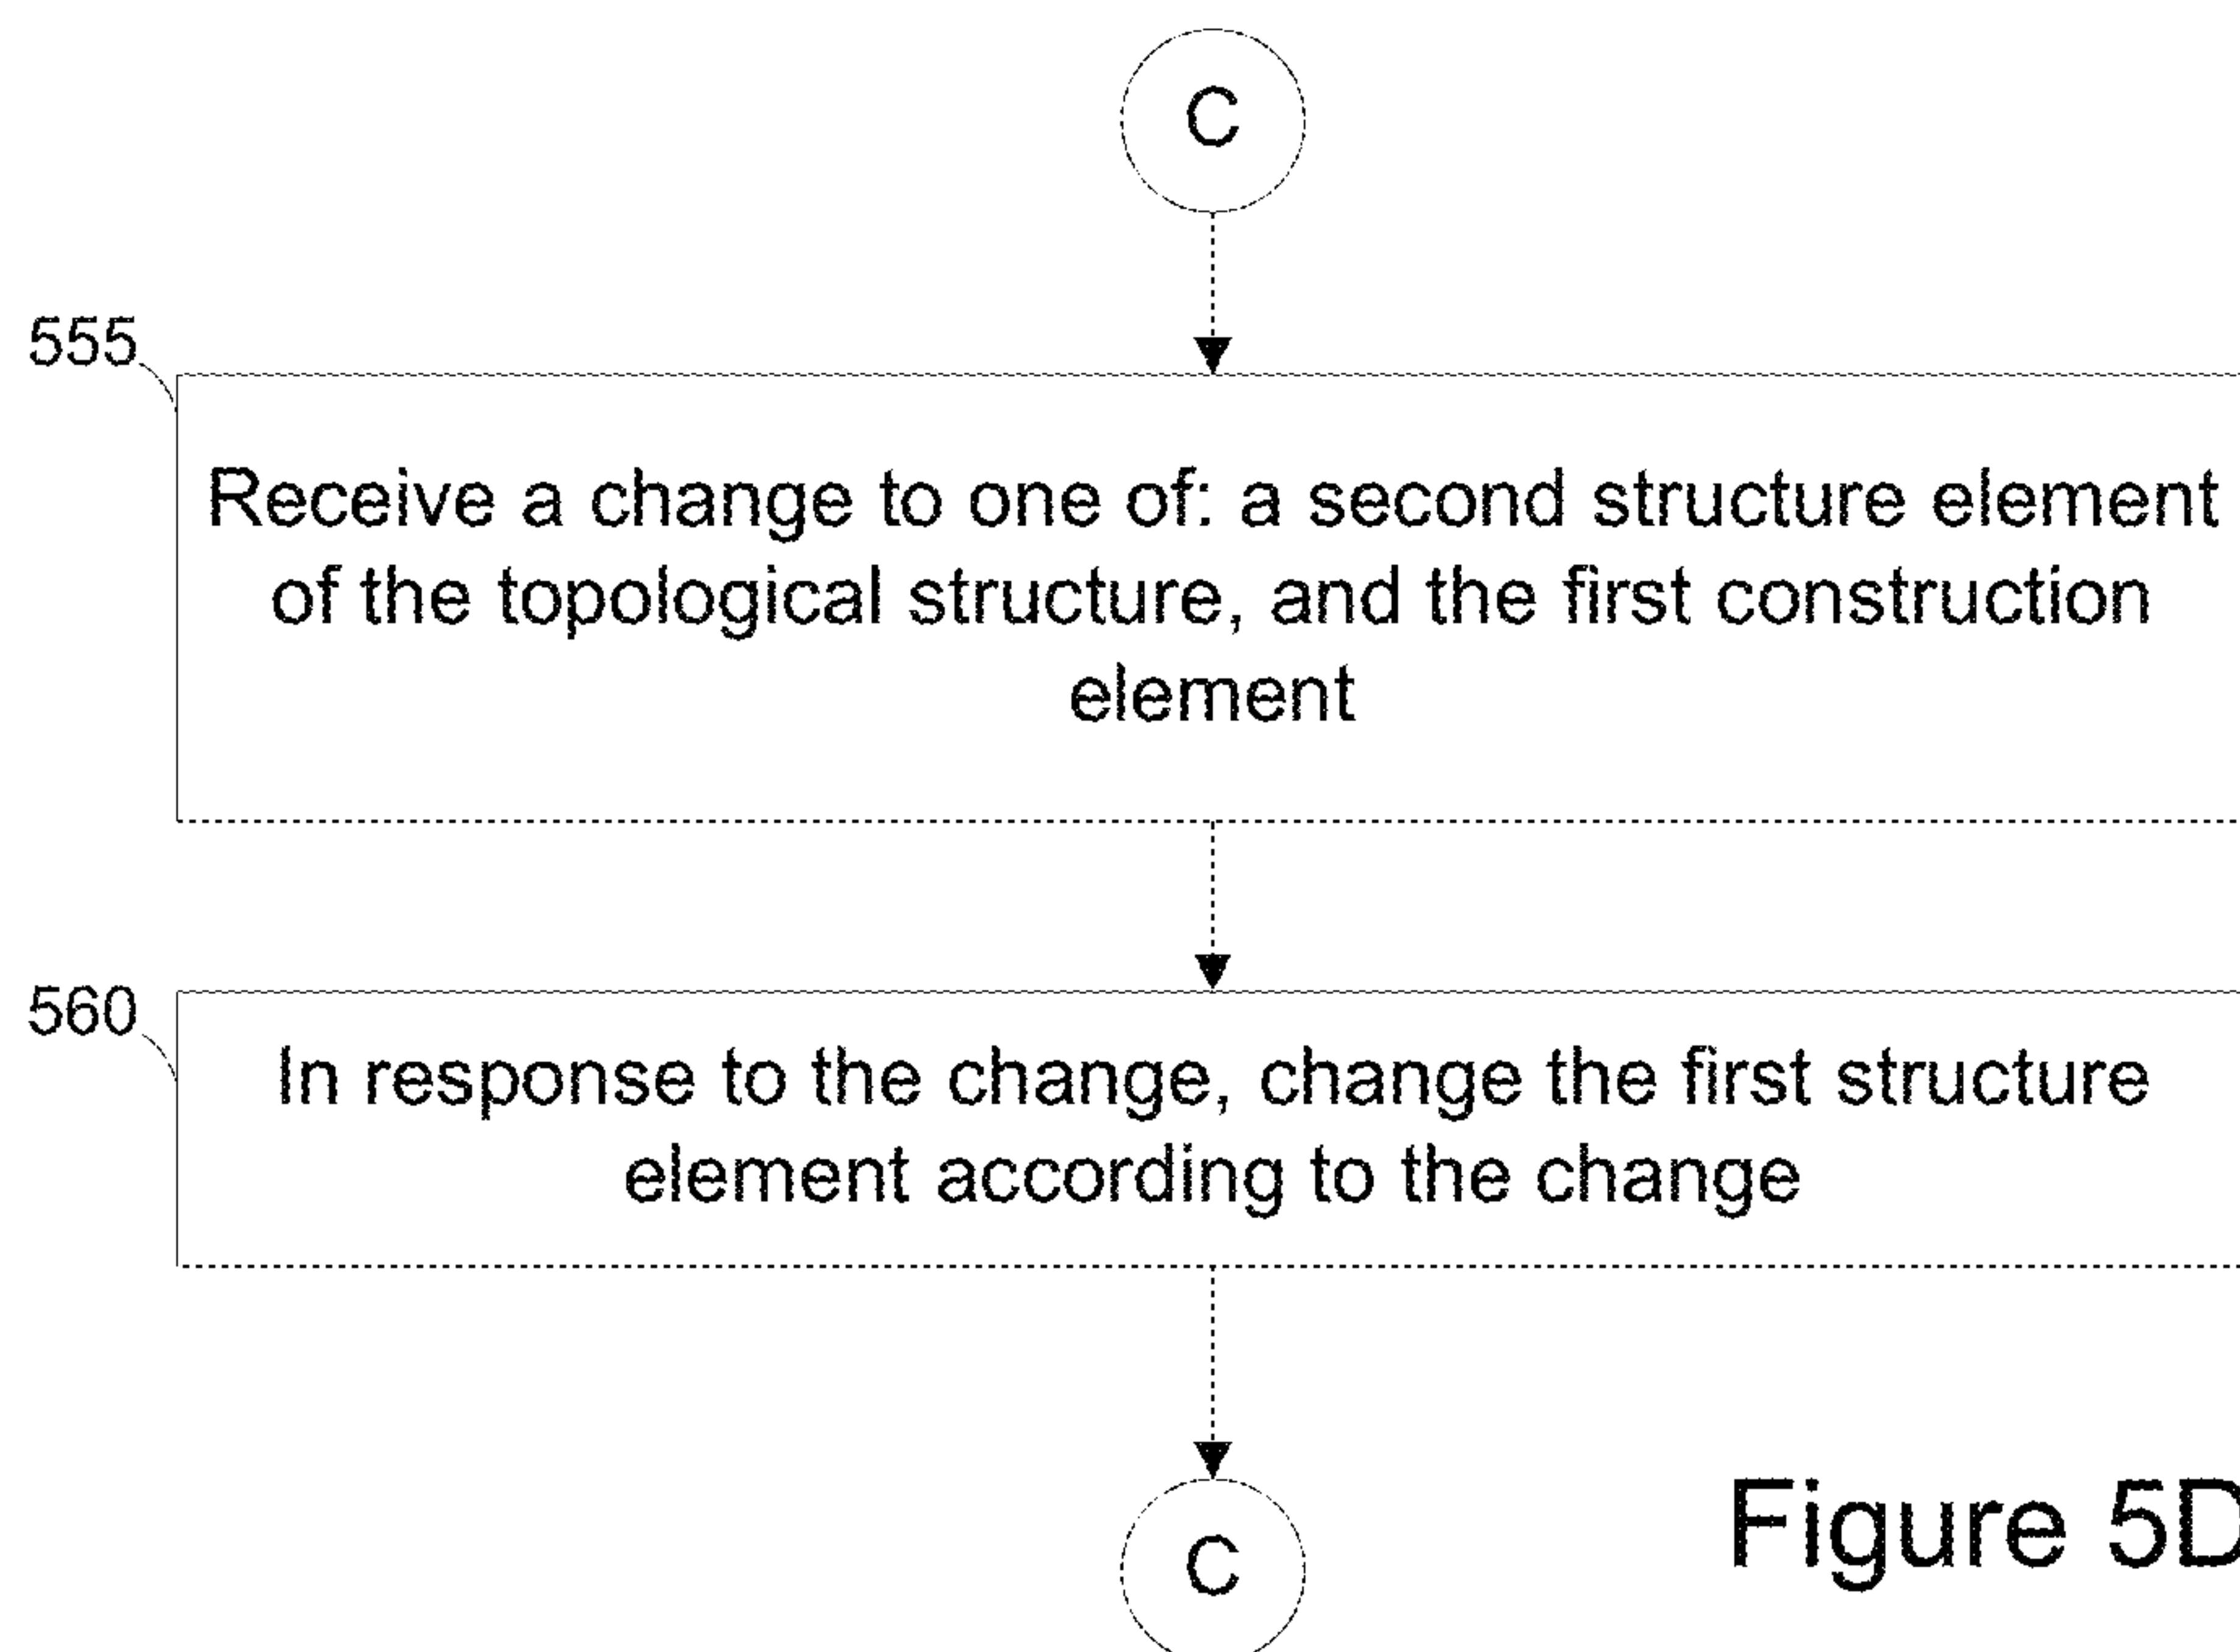 C
555
Receive a change to one of: a second structure element
of the topological structure, and the first construction
element
560
In response to the change, change the first structure
element according to the change
Figure 5D
C